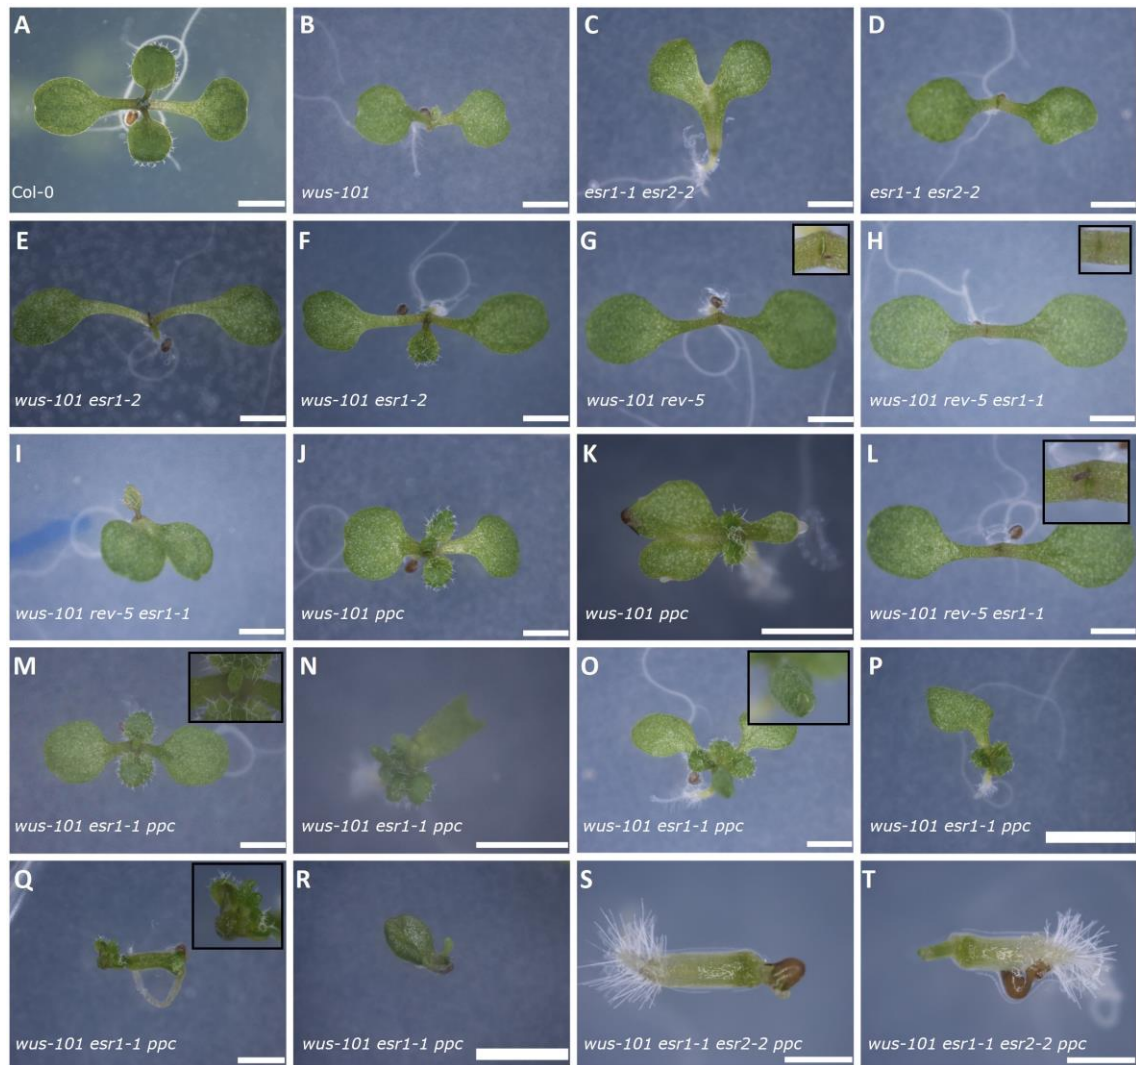 A
Col-0
B
wus-101
C
esr1-1 esr2-2
D
esr1-1 esr2-2
E
wus-101 esr1-2
F
wus-101 esr1-2
G
wus-101 rev-5
H
wus-101 rev-5 esr1-1
I
wus-101 rev-5 esr1-1
J
wus-101 ppc
K
wus-101 ppc
L
wus-101 rev-5 esr1-1
M
wus-101 esr1-1 ppc
N
wus-101 esr1-1 ppc
O
wus-101 esr1-1 ppc
P
wus-101 esr1-1 ppc
Q
wus-101 esr1-1 ppc
R
wus-101 esr1-1 ppc
S
wus-101 esr1-1 esr2-2 ppc
T
wus-101 esr1-1 esr2-2 ppc